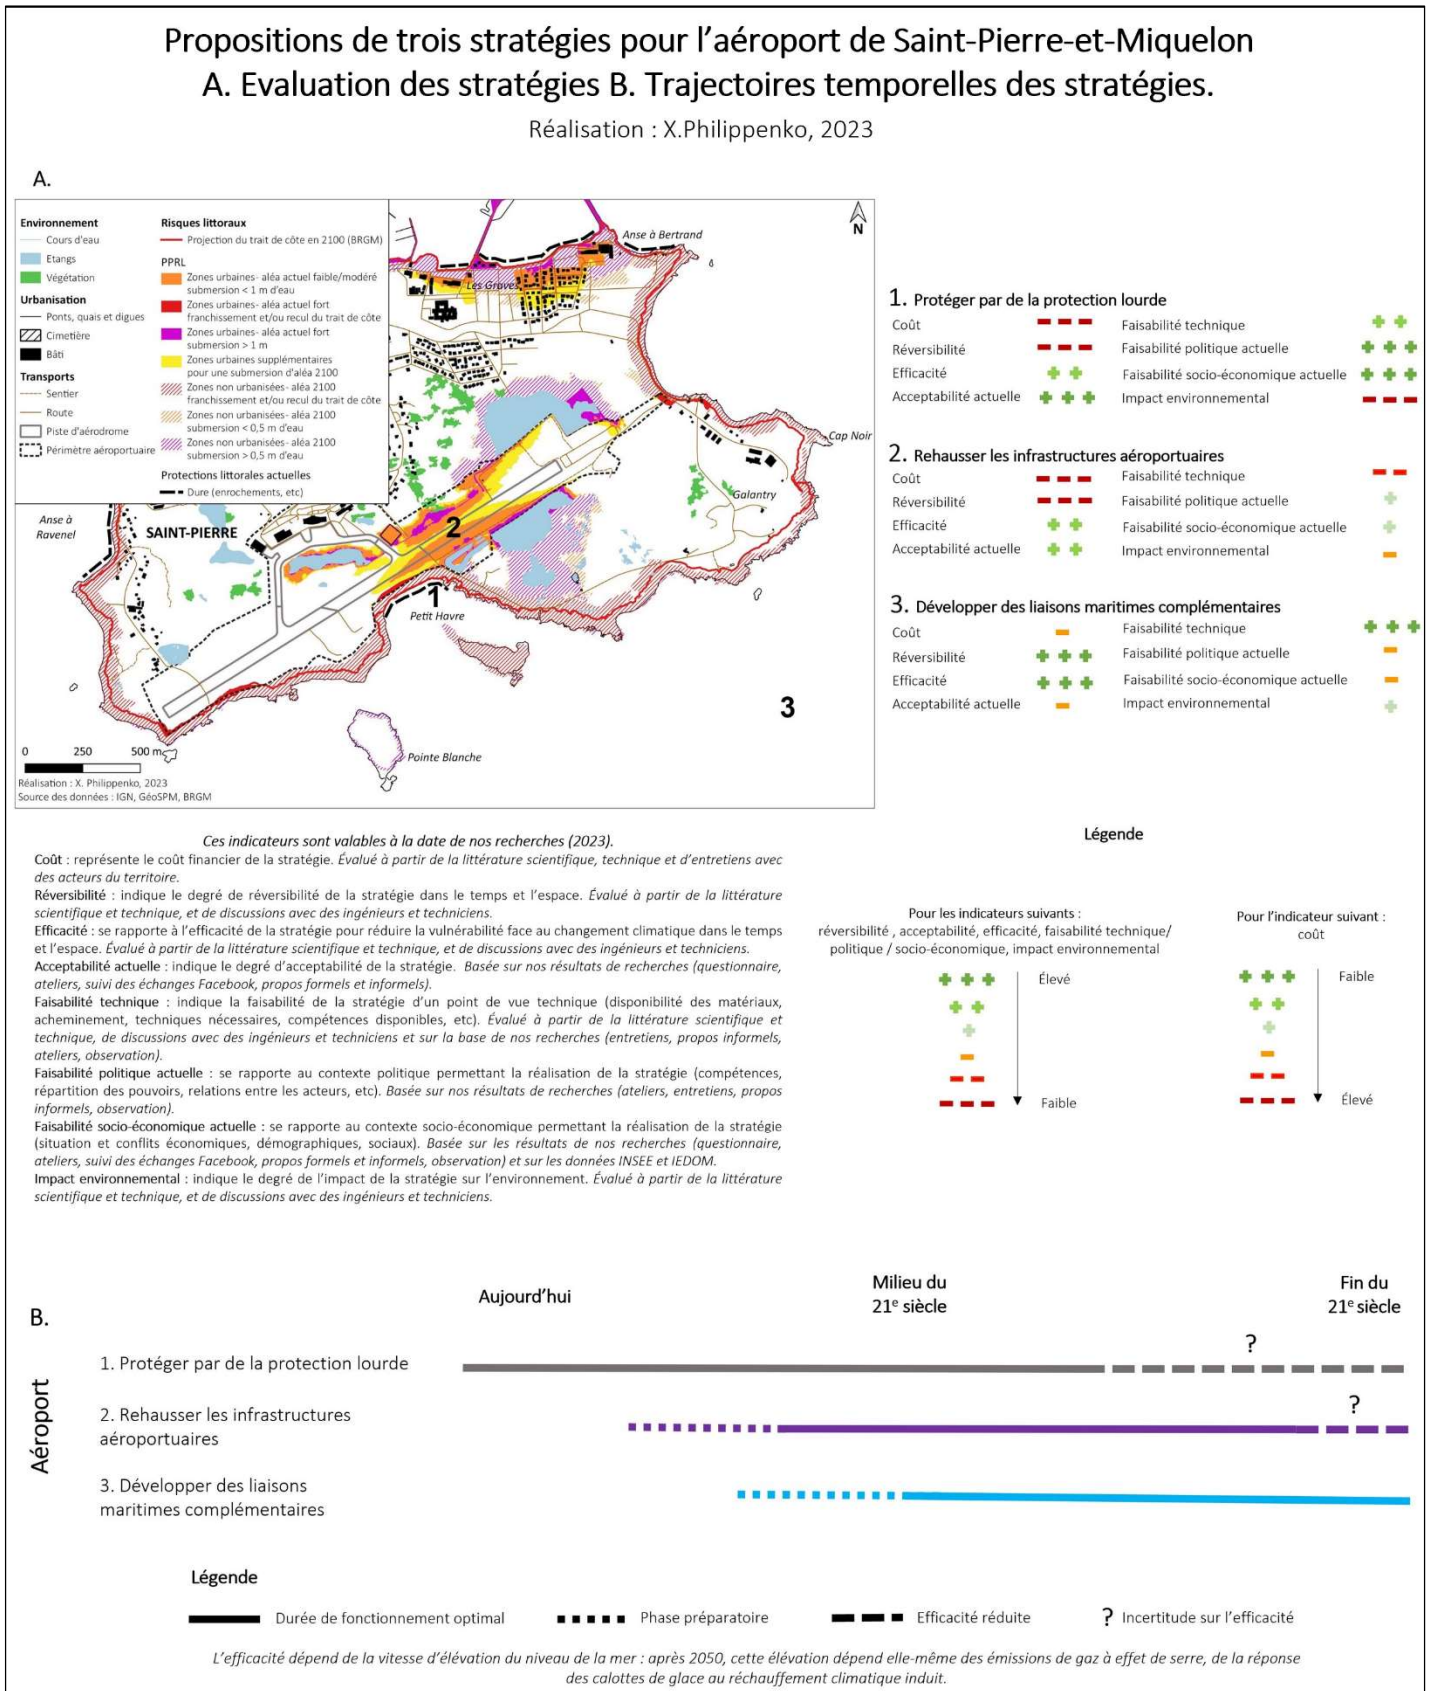 Propositions de trois stratégies pour l'aéroport de Saint-Pierre-et-Miquelon
A. Evaluation des stratégies B. Trajectoires temporelles des stratégies.
Réalisation : X.Philippenko, 2023
A.
Environnement
Cours d'eau
Etangs
Végétation
Urbanisation
Ponts, quais et digues
Cimetière
Bâti
Transports
Sentier
Route
Piste d'aérodrome
Périmètre aéroportuaire
Risques littoraux
Projection du trait de côte en 2100 (BRGM)
PPRL
Zones urbaines- aléa actuel faible/modéré
submersion < 1 m d'eau
Zones urbaines- aléa actuel fort
franchissement et/ou recul du trait de côte
Zones urbaines- aléa actuel fort
submersion > 1 m
Zones urbaines supplémentaires
pour une submersion d'aléa 2100
Zones non urbanisées- aléa 2100
franchissement et/ou recul du trait de côte
Zones non urbanisées- aléa 2100
submersion < 0,5 m d'eau
Zones non urbanisées- aléa 2100
submersion > 0,5 m d'eau
Protections littorales actuelles
Dure (enrochements, etc)
N
Anse à Bertrand
Les Graves
Cap Noir
Galantry
Anse à
Ravenel
SAINT-PIERRE
2
1
Petit Havre
3
Pointe Blanche
0 250 500 m
Réalisation : X. Philippenko, 2023
Source des données : IGN, GéoSPM, BRGM
1. Protéger par de la protection lourde
Coût
Faisabilité technique
Réversibilité
Faisabilité politique actuelle
Efficacité
Faisabilité socio-économique actuelle
Acceptabilité actuelle
Impact environnemental
2. Rehausser les infrastructures aéroportuaires
Coût
Faisabilité technique
Réversibilité
Faisabilité politique actuelle
Efficacité
Faisabilité socio-économique actuelle
Acceptabilité actuelle
Impact environnemental
3. Développer des liaisons maritimes complémentaires
Coût
Faisabilité technique
Réversibilité
Faisabilité politique actuelle
Efficacité
Faisabilité socio-économique actuelle
Acceptabilité actuelle
Impact environnemental
Ces indicateurs sont valables à la date de nos recherches (2023).
Coût : représente le coût financier de la stratégie. Évalué à partir de la littérature scientifique, technique et d'entretiens avec
des acteurs du territoire.
Réversibilité : indique le degré de réversibilité de la stratégie dans le temps et l'espace. Évalué à partir de la littérature
scientifique et technique, et de discussions avec des ingénieurs et techniciens.
Efficacité : se rapporte à l'efficacité de la stratégie pour réduire la vulnérabilité face au changement climatique dans le temps
et l'espace. Évalué à partir de la littérature scientifique et technique, et de discussions avec des ingénieurs et techniciens.
Acceptabilité actuelle : indique le degré d'acceptabilité de la stratégie. Basée sur nos résultats de recherches (questionnaire,
ateliers, suivi des échanges Facebook, propos formels et informels).
Faisabilité technique : indique la faisabilité de la stratégie d'un point de vue technique (disponibilité des matériaux,
acheminement, techniques nécessaires, compétences disponibles, etc). Évalué à partir de la littérature scientifique et
technique, de discussions avec des ingénieurs et techniciens et sur la base de nos recherches (entretiens, propos informels,
ateliers, observation).
Faisabilité politique actuelle : se rapporte au contexte politique permettant la réalisation de la stratégie (compétences,
répartition des pouvoirs, relations entre les acteurs, etc). Basée sur nos résultats de recherches (ateliers, entretiens, propos
informels, observation).
Faisabilité socio-économique actuelle : se rapporte au contexte socio-économique permettant la réalisation de la stratégie
(situation et conflits économiques, démographiques, sociaux). Basée sur les résultats de nos recherches (questionnaire,
ateliers, suivi des échanges Facebook, propos formels et informels, observation) et sur les données INSEE et IEDOM.
Impact environnemental : indique le degré de l'impact de la stratégie sur l'environnement. Évalué à partir de la littérature
scientifique et technique, et de discussions avec des ingénieurs et techniciens.
Légende
Pour les indicateurs suivants :
réversibilité , acceptabilité, efficacité, faisabilité technique/
politique / socio-économique, impact environnemental
Élevé
Faible
Pour l'indicateur suivant :
coût
Faible
Élevé
B.
Aujourd'hui
Milieu du
21e siècle
Fin du
21e siècle
Aéroport
1. Protéger par de la protection lourde
?
2. Rehausser les infrastructures
aéroportuaires
?
3. Développer des liaisons
maritimes complémentaires
Légende
Durée de fonctionnement optimal
Phase préparatoire
Efficacité réduite
? Incertitude sur l'efficacité
L'efficacité dépend de la vitesse d'élévation du niveau de la mer : après 2050, cette élévation dépend elle-même des émissions de gaz à effet de serre, de la réponse
des calottes de glace au réchauffement climatique induit.